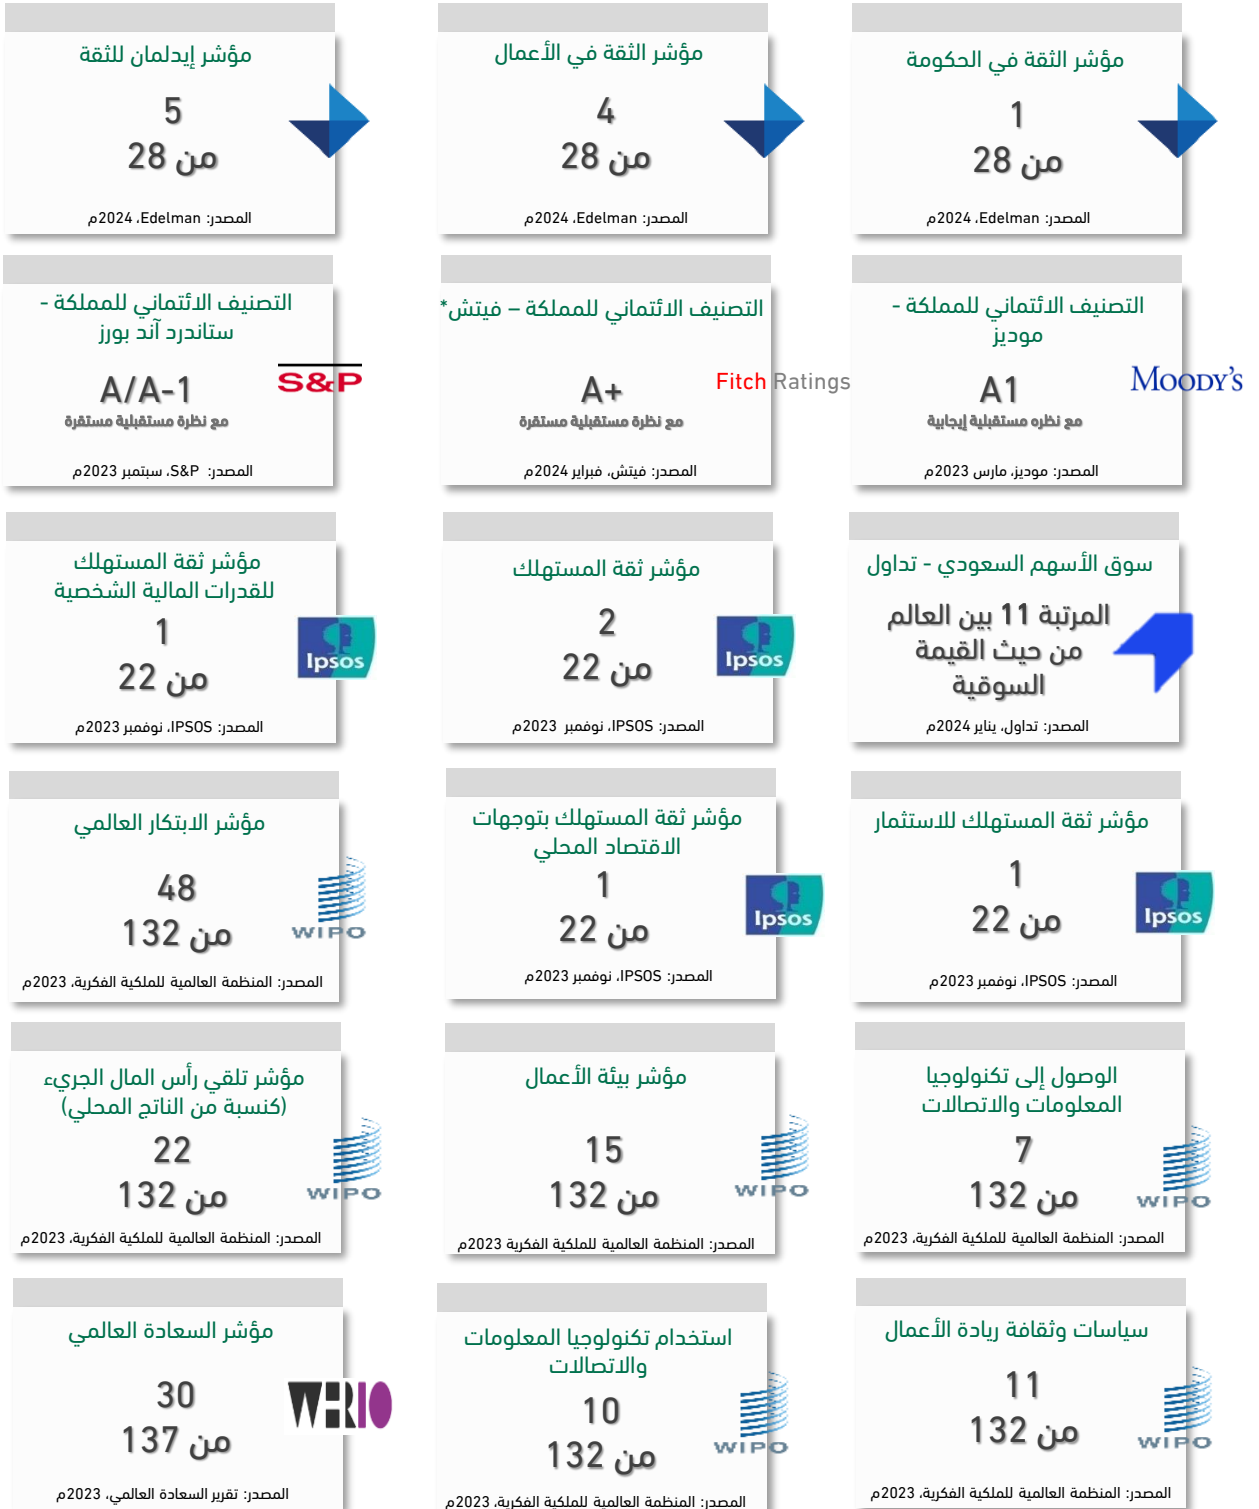 مؤشر الثقة في الحكومة
1
من 28
المصدر: Edelman، 2024م
مؤشر الثقة في الأعمال
4
من 28
المصدر: Edelman، 2024م
مؤشر إيدلمان للثقة
5
من 28
المصدر: Edelman، 2024م
التصنيف الائتماني للمملكة -
موديز
MOODY'S
A1
مع نظره مستقبلية إيجابية
المصدر: موديز، مارس 2023م
التصنيف الائتماني للمملكة – فيتش*
Fitch Ratings
A+
مع نظرة مستقبلية مستقرة
المصدر: فيتش، فبراير 2024م
التصنيف الائتماني للمملكة -
ستاندرد آند بورز
S&P
A/A-1
مع نظرة مستقبلية مستقرة
المصدر: S&P، سبتمبر 2023م
سوق الأسهم السعودي - تداول
المرتبة 11 بين العالم
من حيث القيمة
السوقية
المصدر: تداول، يناير 2024م
مؤشر ثقة المستهلك
2
من 22
Ipsos
المصدر: IPSOS، نوفمبر 2023م
مؤشر ثقة المستهلك
للقدرات المالية الشخصية
1
من 22
Ipsos
المصدر: IPSOS، نوفمبر 2023م
مؤشر ثقة المستهلك للاستثمار
1
من 22
Ipsos
المصدر: IPSOS، نوفمبر 2023م
مؤشر ثقة المستهلك بتوجهات
الاقتصاد المحلي
1
من 22
Ipsos
المصدر: IPSOS، نوفمبر 2023م
مؤشر الابتكار العالمي
48
من 132
WIPO
المصدر: المنظمة العالمية للملكية الفكرية، 2023م
الوصول إلى تكنولوجيا
المعلومات والاتصالات
7
من 132
WIPO
المصدر: المنظمة العالمية للملكية الفكرية، 2023م
مؤشر بيئة الأعمال
15
من 132
WIPO
المصدر: المنظمة العالمية للملكية الفكرية 2023م
مؤشر تلقي رأس المال الجريء
(كنسبة من الناتج المحلي)
22
من 132
WIPO
المصدر: المنظمة العالمية للملكية الفكرية، 2023م
سياسات وثقافة ريادة الأعمال
11
من 132
WIPO
المصدر: المنظمة العالمية للملكية الفكرية، 2023م
استخدام تكنولوجيا المعلومات
والاتصالات
10
من 132
WIPO
المصدر: المنظمة العالمية للملكية الفكرية، 2023م
مؤشر السعادة العالمي
30
من 137
المصدر: تقرير السعادة العالمي، 2023م